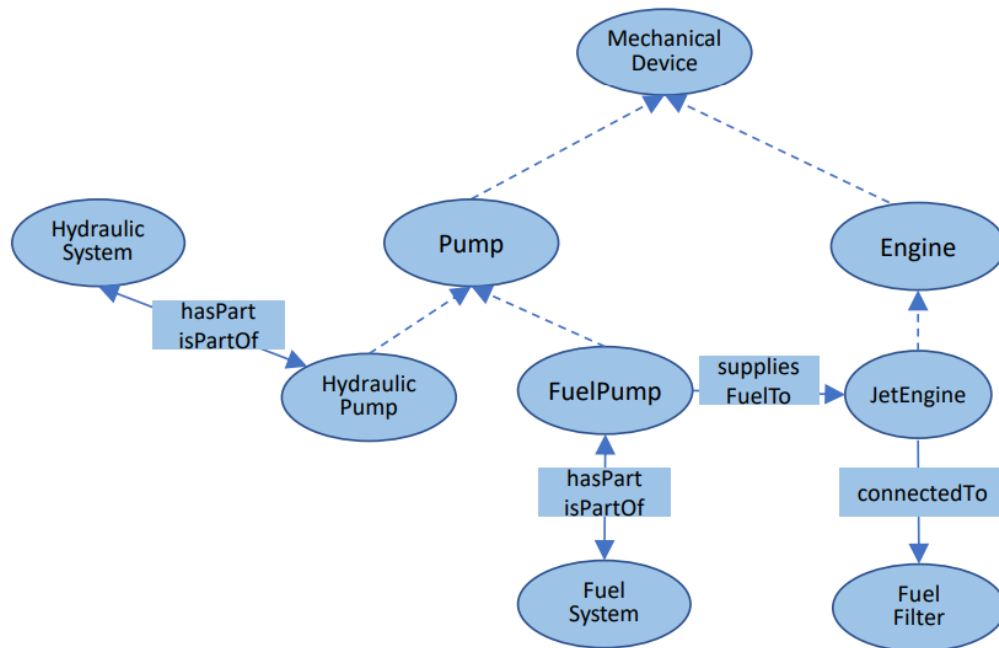 Mechanical
Device
Hydraulic
System
Pump
Engine
hasPart
isPartOf
Hydraulic
Pump
FuelPump
supplies
FuelTo
JetEngine
hasPart
isPartOf
connectedTo
Fuel
System
Fuel
Filter